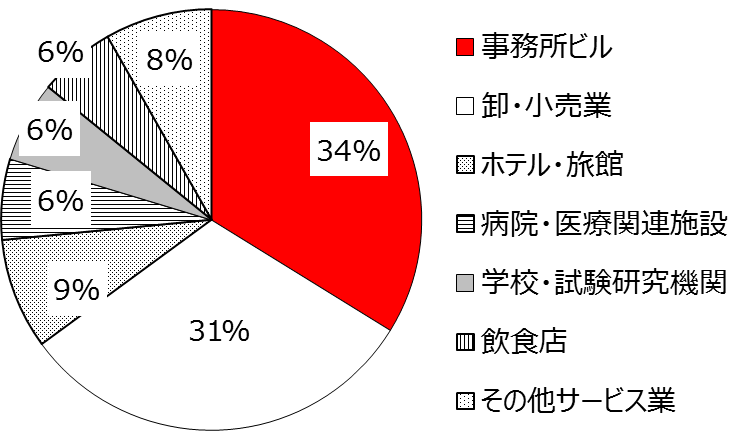 6%
8%
6%
34%
6%
9%
31%
事務所ビル
卸・小売業
ホテル・旅館
病院・医療関連施設
学校・試験研究機関
飲食店
その他サービス業